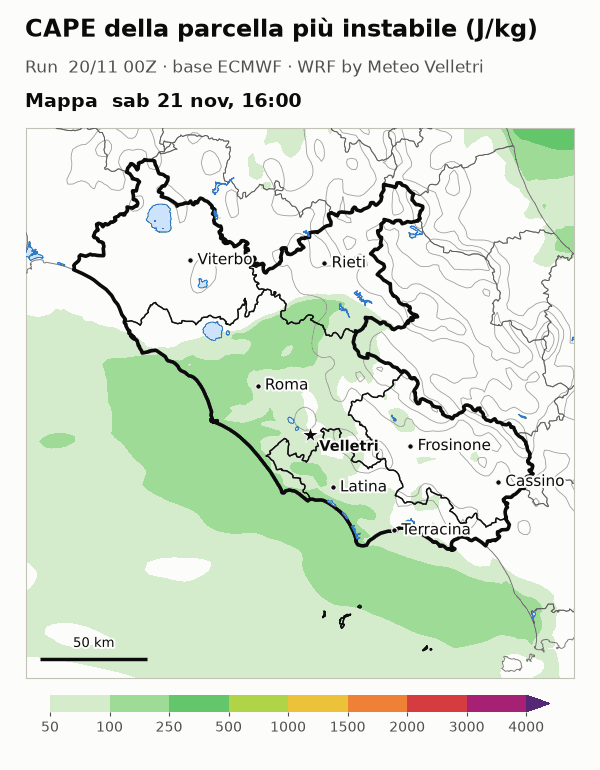 CAPE della parcella più instabile (J/kg)
Run  20/11 00Z · base ECMWF · WRF by Meteo Velletri
Mappa  sab 21 nov, 16:00
Viterbo
Rieti
Roma
Velletri
Frosinone
Latina
Cassino
Terracina
50 km
50 100 250 500 1000 1500 2000 3000 4000